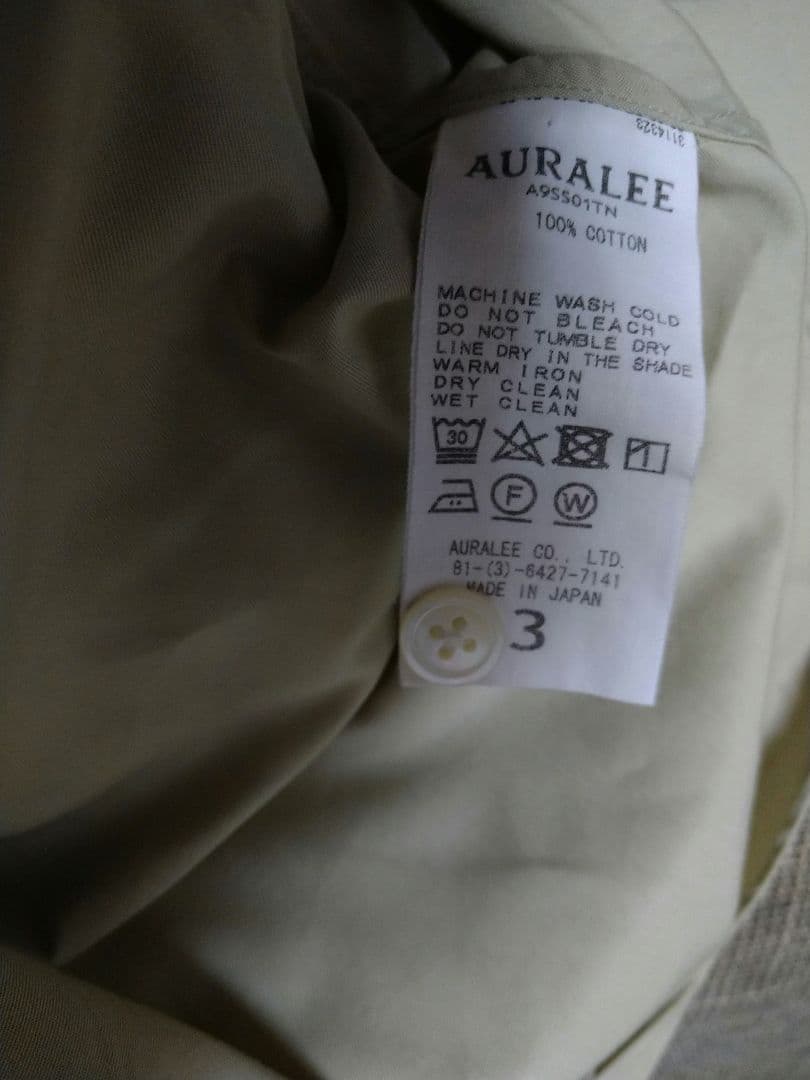 3114323
AURALEE
A9SS01TN
100% COTTON
MACHINE WASH COLD
DO NOT BLEACH
DO NOT TUMBLE DRY
LINE DRY IN THE SHADE
WARM IRON
DRY CLEAN
WET CLEAN
30
F W
AURALEE CO., LTD.
81-(3)-6427-7141
MADE IN JAPAN
3